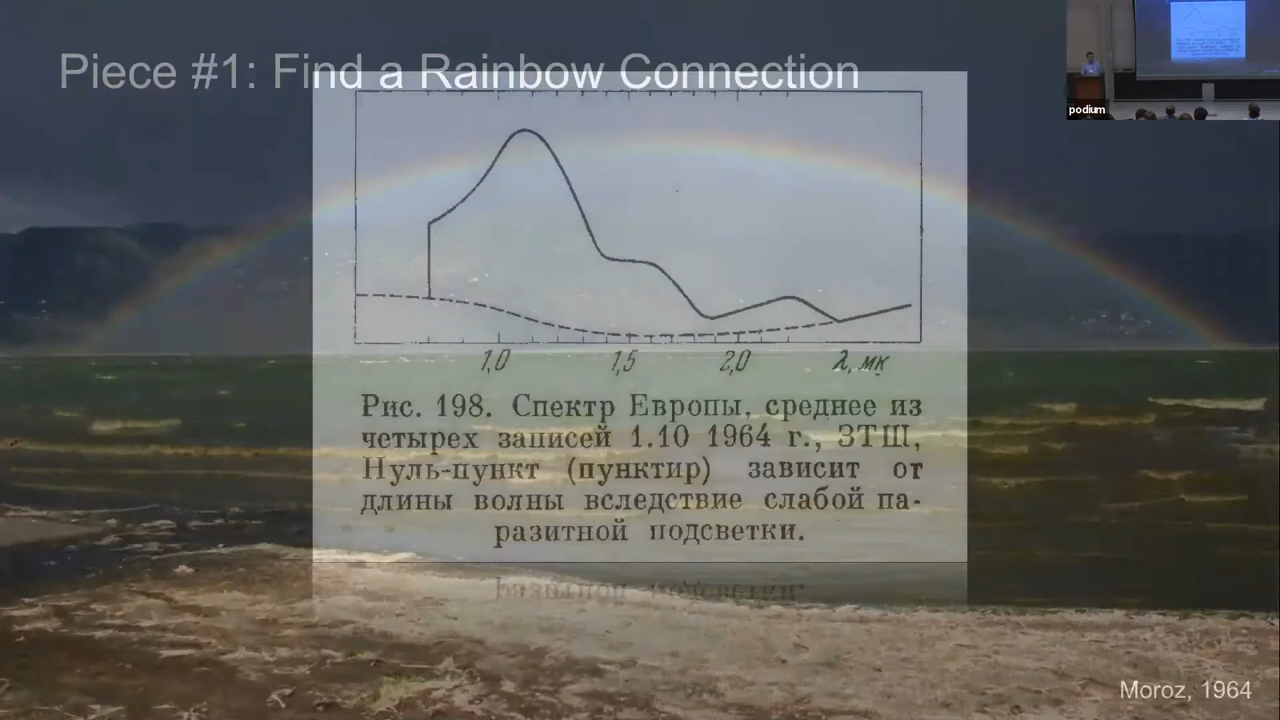 Piece #1: Find a Rainbow Connection
podium
1,0 1,5 2,0 λ, мк
Рис. 198. Спектр Европы, среднее из
четырех записей 1.10 1964 г., ЗТШ,
Нуль-пункт (пунктир) зависит от
длины волны вследствие слабой па-
разитной подсветки.
Moroz, 1964